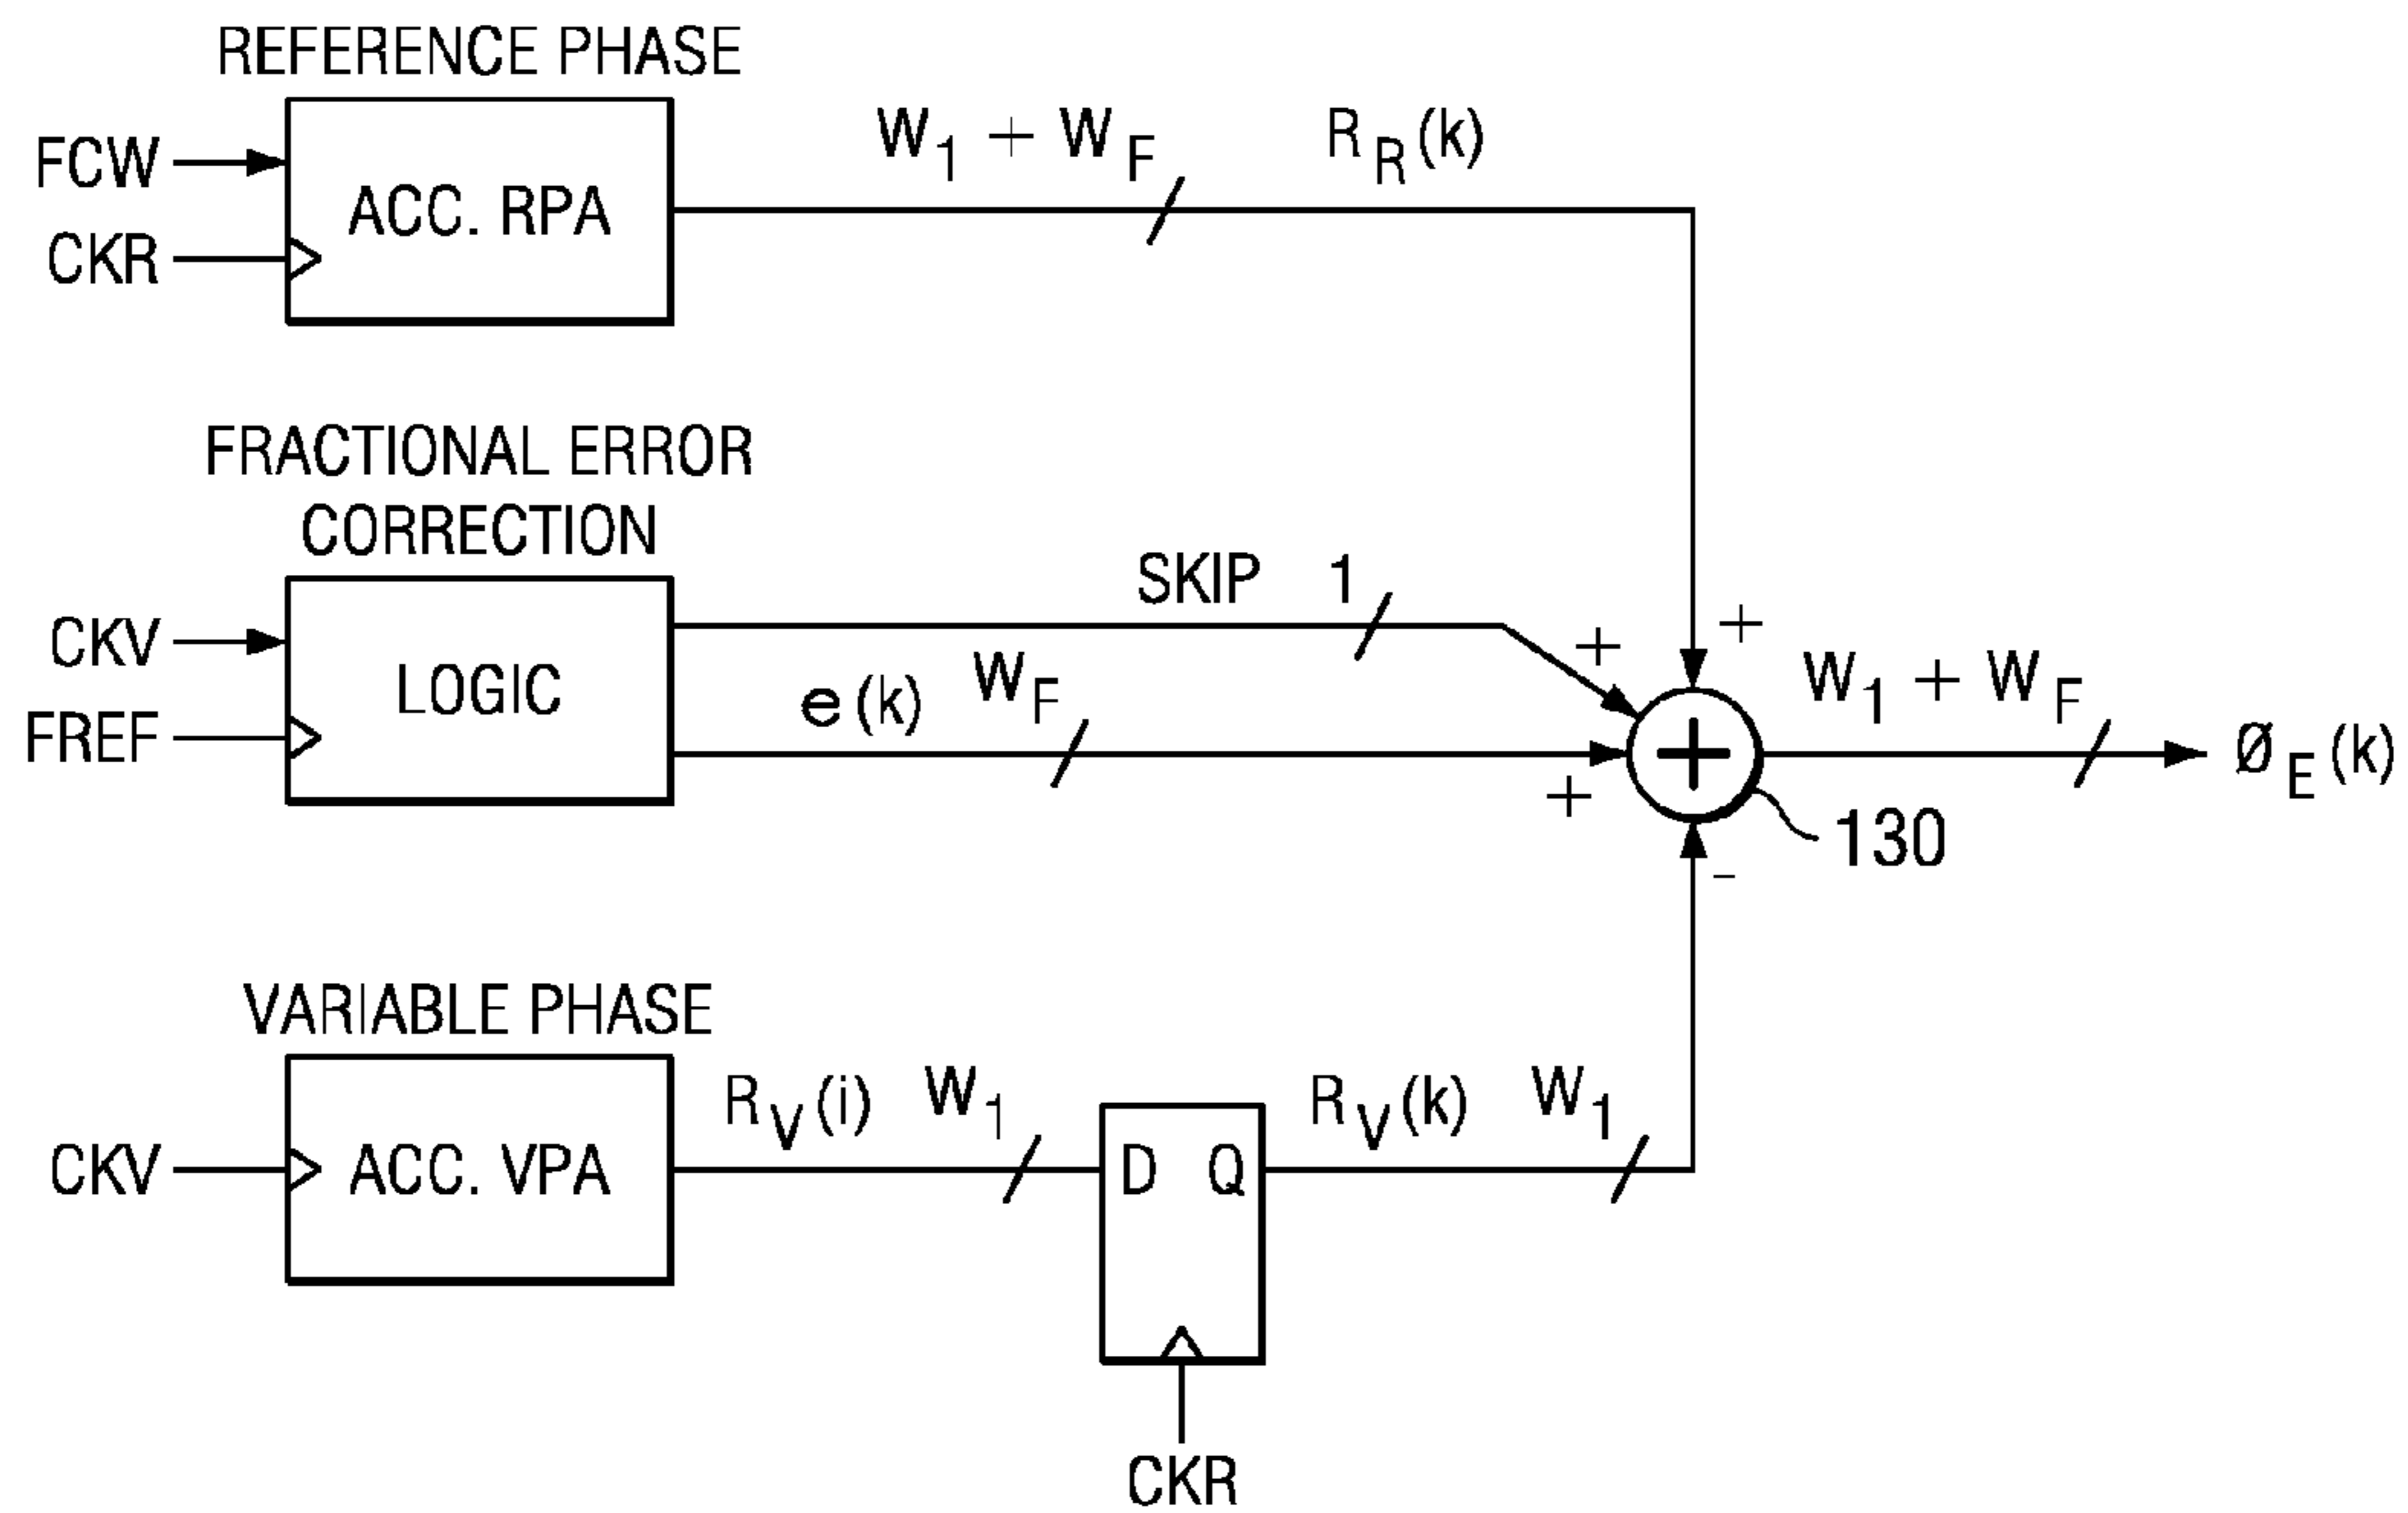 REFERENCE PHASE
FCW
CKR
ACC. RPA
W1 + WF
RR(k)
+
FRACTIONAL ERROR
CORRECTION
CKV
FREF
LOGIC
SKIP 1
+
e(k) WF
+
+
W1 + WF
ØE(k)
130
-
VARIABLE PHASE
CKV
ACC. VPA
RV(i) W1
D Q
CKR
RV(k) W1